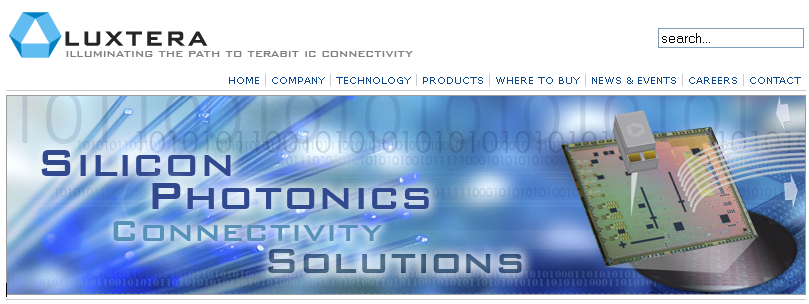 LUXTERA
ILLUMINATING THE PATH TO TERABIT IC CONNECTIVITY
search...
HOME COMPANY TECHNOLOGY PRODUCTS WHERE TO BUY NEWS & EVENTS CAREERS CONTACT
SILICON
PHOTONICS
CONNECTIVITY
SOLUTIONS